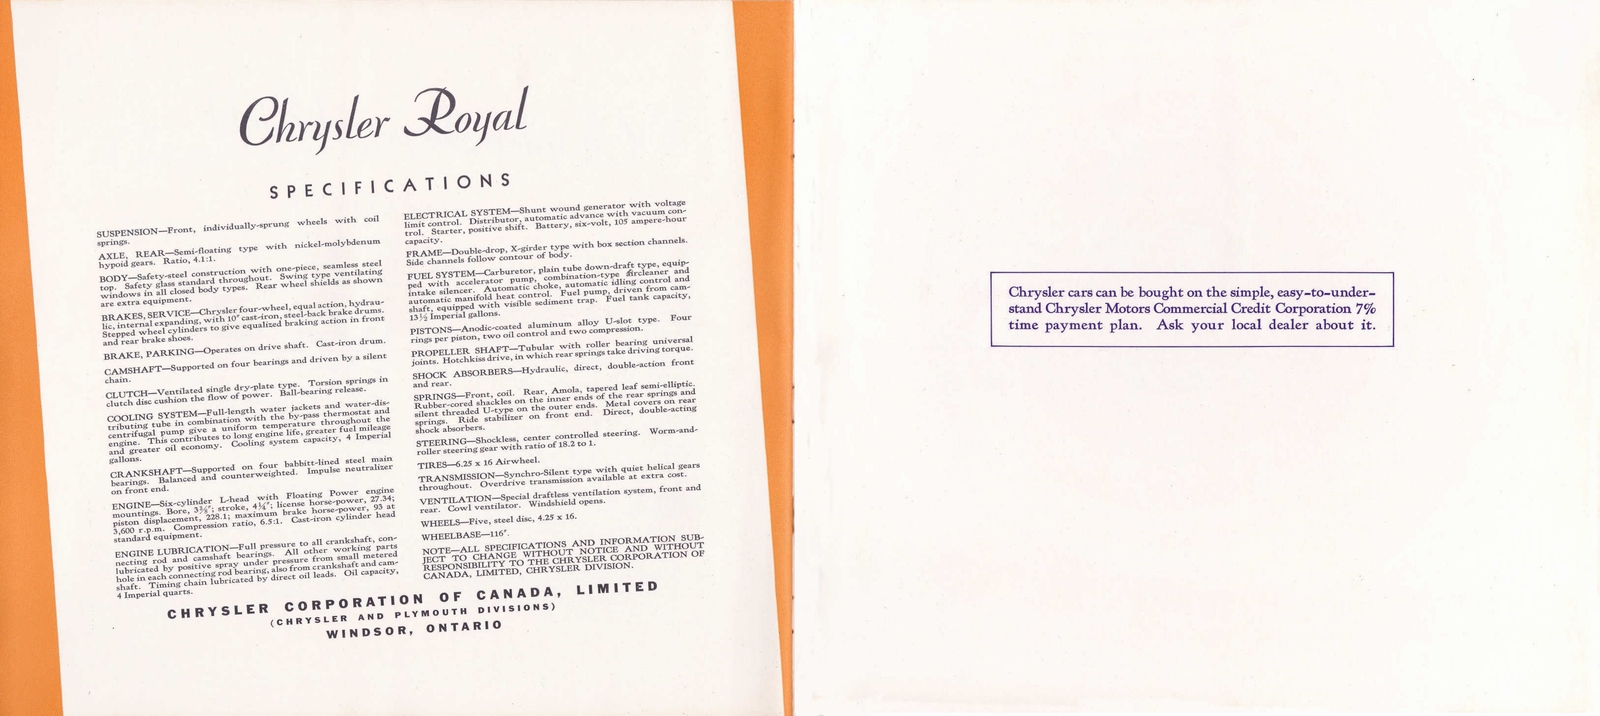 Chrysler Royal
SPECIFICATIONS
SUSPENSION—Front, individually-sprung wheels with coil
springs.
AXLE, REAR—Semi-floating type with nickel-molybdenum
hypoid gears. Ratio, 4.1:1.
BODY—Safety-steel construction with one-piece, seamless steel
top. Safety glass standard throughout. Swing type ventilating
windows in all closed body types. Rear wheel shields as shown
are extra equipment.
BRAKES, SERVICE—Chrysler four-wheel, equal action, hydrau-
lic, internal expanding, with 10" cast-iron, steel-back brake drums.
Stepped wheel cylinders to give equalized braking action in front
and rear brake shoes.
BRAKE, PARKING—Operates on drive shaft. Cast-iron drum.
CAMSHAFT—Supported on four bearings and driven by a silent
chain.
CLUTCH—Ventilated single dry-plate type. Torsion springs in
clutch disc cushion the flow of power. Ball-bearing release.
COOLING SYSTEM—Full-length water jackets and water-dis-
tributing tube in combination with the by-pass thermostat and
centrifugal pump give a uniform temperature throughout the
engine. This contributes to long engine life, greater fuel mileage
and greater oil economy. Cooling system capacity, 4 Imperial
gallons.
CRANKSHAFT—Supported on four babbitt-lined steel main
bearings. Balanced and counterweighted. Impulse neutralizer
on front end.
ENGINE—Six-cylinder L-head with Floating Power engine
mountings. Bore, 3⅜"; stroke, 4¼"; license horse-power, 27.34;
piston displacement, 228.1; maximum brake horse-power, 93 at
3,600 r.p.m. Compression ratio, 6.5:1. Cast-iron cylinder head
standard equipment.
ENGINE LUBRICATION—Full pressure to all crankshaft, con-
necting rod and camshaft bearings. All other working parts
lubricated by positive spray under pressure from small metered
hole in each connecting rod bearing, also from crankshaft and cam-
shaft. Timing chain lubricated by direct oil leads. Oil capacity,
4 Imperial quarts.
ELECTRICAL SYSTEM—Shunt wound generator with voltage
limit control. Distributor, automatic advance with vacuum con-
trol. Starter, positive shift. Battery, six-volt, 105 ampere-hour
capacity.
FRAME—Double-drop, X-girder type with box section channels.
Side channels follow contour of body.
FUEL SYSTEM—Carburetor, plain tube down-draft type, equip-
ped with accelerator pump, combination-type aircleaner and
intake silencer. Automatic choke, automatic idling control and
automatic manifold heat control. Fuel pump, driven from cam-
shaft, equipped with visible sediment trap. Fuel tank capacity,
13½ Imperial gallons.
PISTONS—Anodic-coated aluminum alloy U-slot type. Four
rings per piston, two oil control and two compression.
PROPELLER SHAFT—Tubular with roller bearing universal
joints. Hotchkiss drive, in which rear springs take driving torque.
SHOCK ABSORBERS—Hydraulic, direct, double-action front
and rear.
SPRINGS—Front, coil. Rear, Amola, tapered leaf semi-elliptic.
Rubber-cored shackles on the inner ends of the rear springs and
silent threaded U-type on the outer ends. Metal covers on rear
springs. Ride stabilizer on front end. Direct, double-acting
shock absorbers.
STEERING—Shockless, center controlled steering. Worm-and-
roller steering gear with ratio of 18.2 to 1.
TIRES—6.25 x 16 Airwheel.
TRANSMISSION—Synchro-Silent type with quiet helical gears
throughout. Overdrive transmission available at extra cost.
VENTILATION—Special draftless ventilation system, front and
rear. Cowl ventilator. Windshield opens.
WHEELS—Five, steel disc, 4.25 x 16.
WHEELBASE—116".
NOTE—ALL SPECIFICATIONS AND INFORMATION SUB-
JECT TO CHANGE WITHOUT NOTICE AND WITHOUT
RESPONSIBILITY TO THE CHRYSLER CORPORATION OF
CANADA, LIMITED, CHRYSLER DIVISION.
CHRYSLER CORPORATION OF CANADA, LIMITED
(CHRYSLER AND PLYMOUTH DIVISIONS)
WINDSOR, ONTARIO
Chrysler cars can be bought on the simple, easy-to-under-
stand Chrysler Motors Commercial Credit Corporation 7%
time payment plan. Ask your local dealer about it.